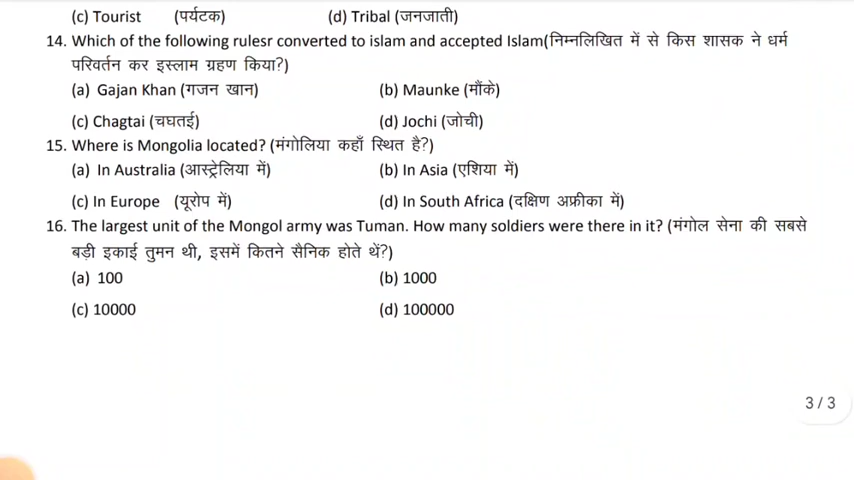 (c) Tourist (पर्यटक) (d) Tribal (जनजाती)
14. Which of the following rulesr converted to islam and accepted Islam(निम्नलिखित में से किस शासक ने धर्म
परिवर्तन कर इस्लाम ग्रहण किया?)
(a) Gajan Khan (गजन खान) (b) Maunke (मौंके)
(c) Chagtai (चघतई) (d) Jochi (जोची)
15. Where is Mongolia located? (मंगोलिया कहाँ स्थित है?)
(a) In Australia (आस्ट्रेलिया में) (b) In Asia (एशिया में)
(c) In Europe (यूरोप में) (d) In South Africa (दक्षिण अफ्रीका में)
16. The largest unit of the Mongol army was Tuman. How many soldiers were there in it? (मंगोल सेना की सबसे
बड़ी इकाई तुमन थी, इसमें कितने सैनिक होते थें?)
(a) 100 (b) 1000
(c) 10000 (d) 100000
3 / 3